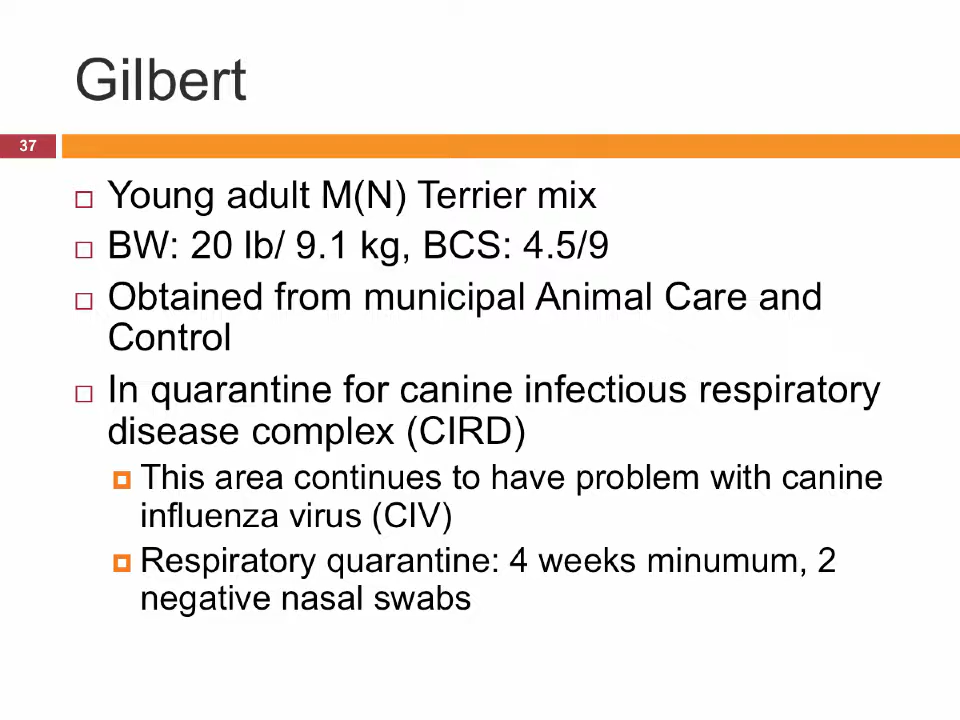 Gilbert
37
Young adult M(N) Terrier mix
BW: 20 lb/ 9.1 kg, BCS: 4.5/9
Obtained from municipal Animal Care and
Control
In quarantine for canine infectious respiratory
disease complex (CIRD)
This area continues to have problem with canine
influenza virus (CIV)
Respiratory quarantine: 4 weeks minumum, 2
negative nasal swabs